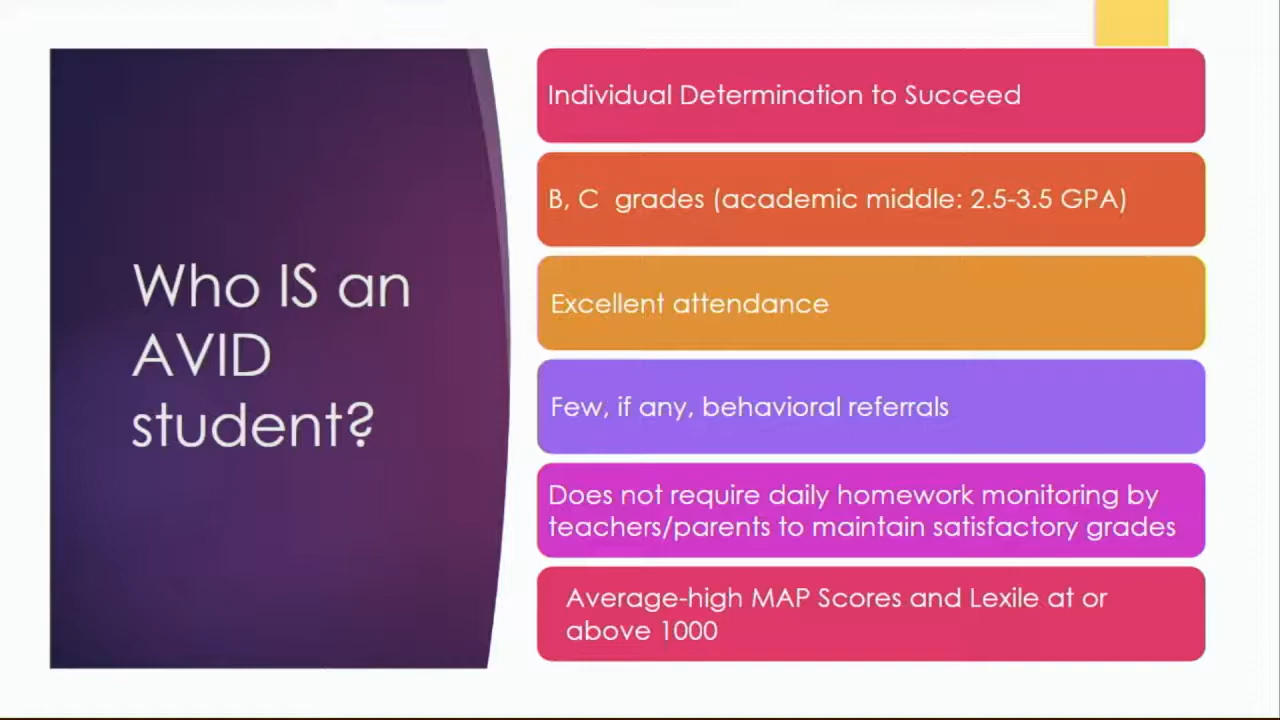 Who IS an
AVID
student?
Individual Determination to Succeed
B, C  grades (academic middle: 2.5-3.5 GPA)
Excellent attendance
Few, if any, behavioral referrals
Does not require daily homework monitoring by
teachers/parents to maintain satisfactory grades
Average-high MAP Scores and Lexile at or
above 1000